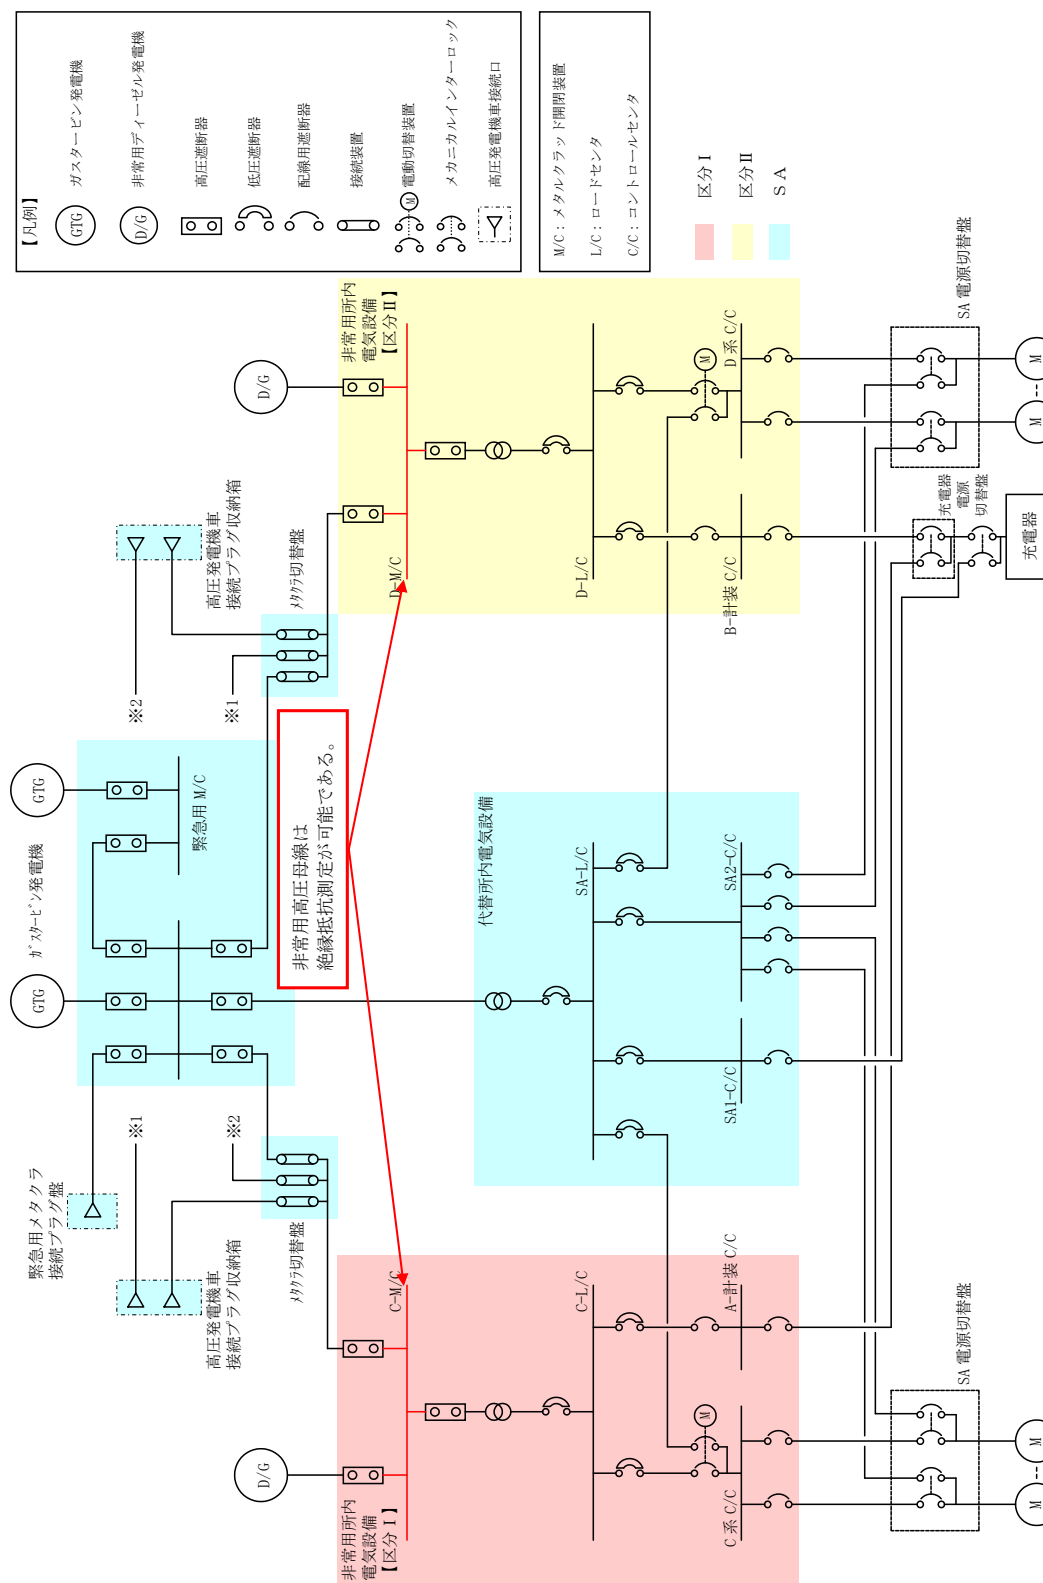 【凡例】
GTG
ガスタービン発電機
D/G
非常用ディーゼル発電機
高圧遮断器
低圧遮断器
配線用遮断器
接続装置
M
電動切替装置
メカニカルインターロック
高圧発電機車接続口
M/C：メタルクラッド開閉装置
L/C：ロードセンタ
C/C：コントロールセンタ
区分Ⅰ
区分Ⅱ
SA
緊急用メタクラ
接続プラグ盤
ｶﾞｽﾀｰﾋﾞﾝ発電機
GTG
GTG
緊急用 M/C
高圧発電機車
接続プラグ収納箱
※1
※2
ﾒﾀｸﾗ切替盤
高圧発電機車
接続プラグ収納箱
※2
※1
ﾒﾀｸﾗ切替盤
D/G
D/G
非常用高圧母線は
絶縁抵抗測定が可能である。
非常用所内
電気設備
【区分Ⅰ】
C-M/C
C-L/C
M
C 系 C/C
A-計装 C/C
代替所内電気設備
SA-L/C
SA1-C/C
SA2-C/C
非常用所内
電気設備
【区分Ⅱ】
D-M/C
D-L/C
M
B-計装 C/C
D 系 C/C
SA 電源切替盤
M
M
充電器
電源
切替盤
充電器
SA 電源切替盤
M
M